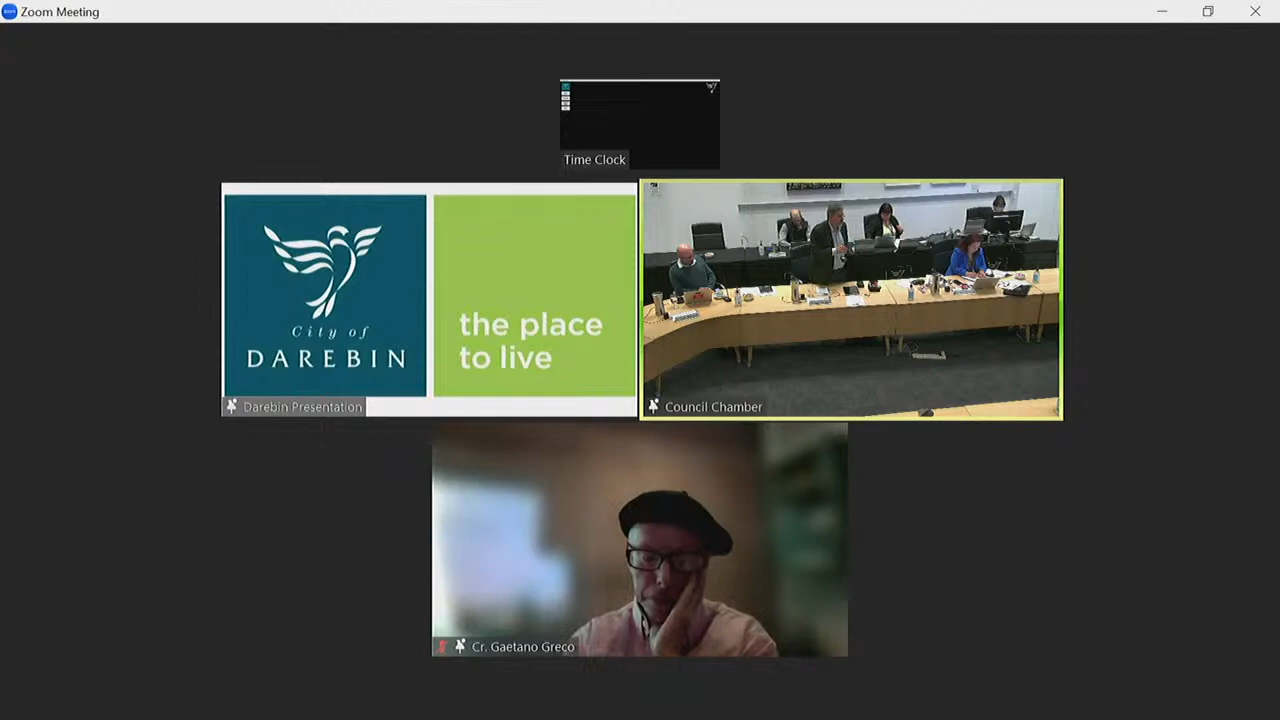 Zoom Meeting
Time Clock
City of
DAREBIN
the place
to live
Darebin Presentation
Council Chamber
Cr. Gaetano Greco